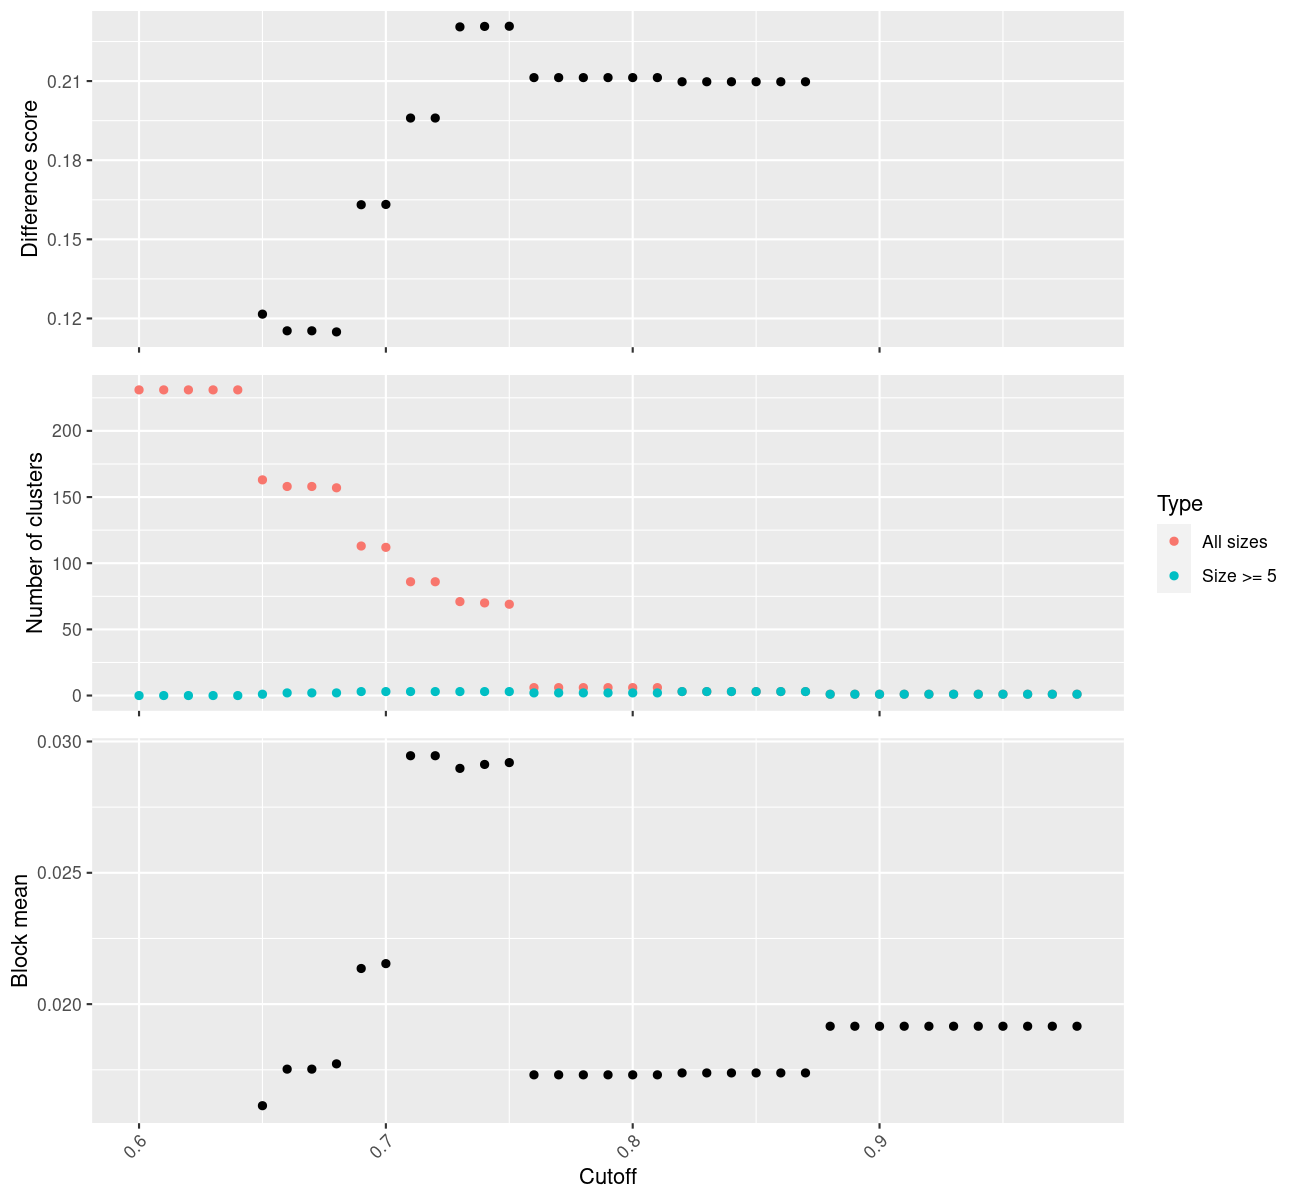 Difference score
0.21
0.18
0.15
0.12
Number of clusters
200
150
100
50
0
Type
All sizes
Size >= 5
Block mean
0.030
0.025
0.020
0.6
0.7
0.8
0.9
Cutoff